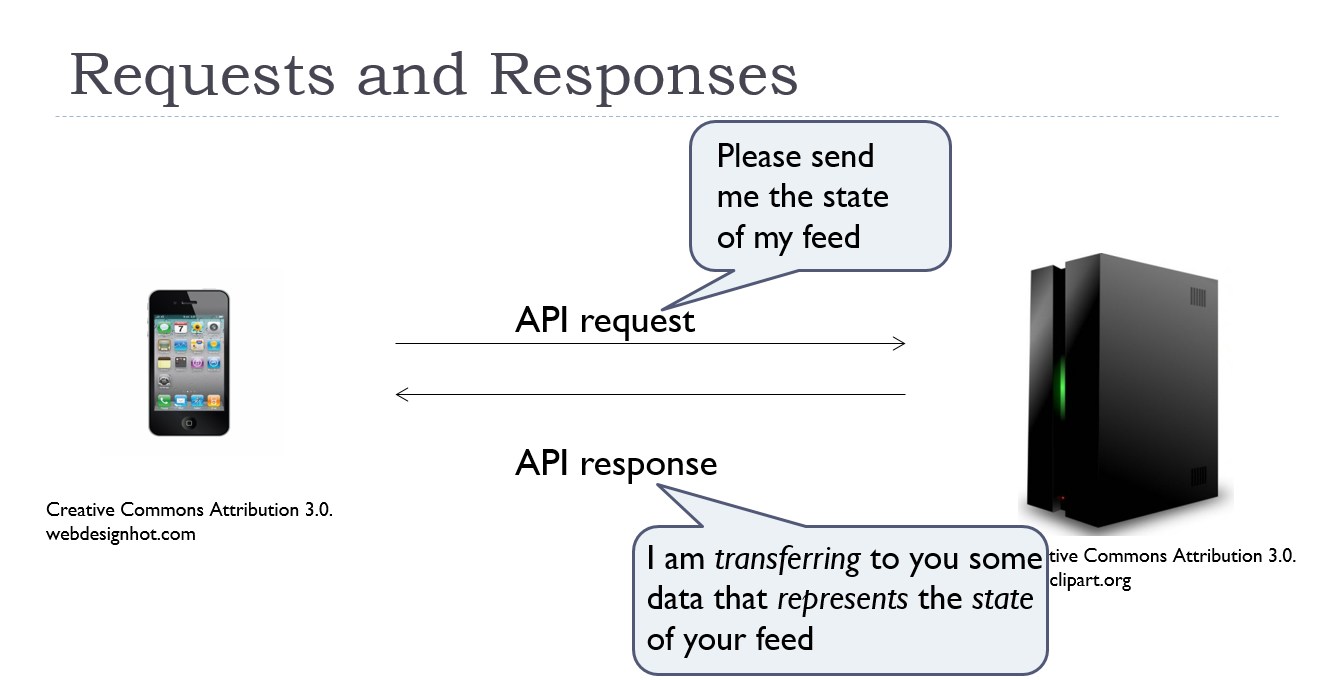 Requests and Responses
Please send
me the state
of my feed
API request
API response
Creative Commons Attribution 3.0.
webdesignhot.com
I am transferring to you some
data that represents the state
of your feed
tive Commons Attribution 3.0.
clipart.org